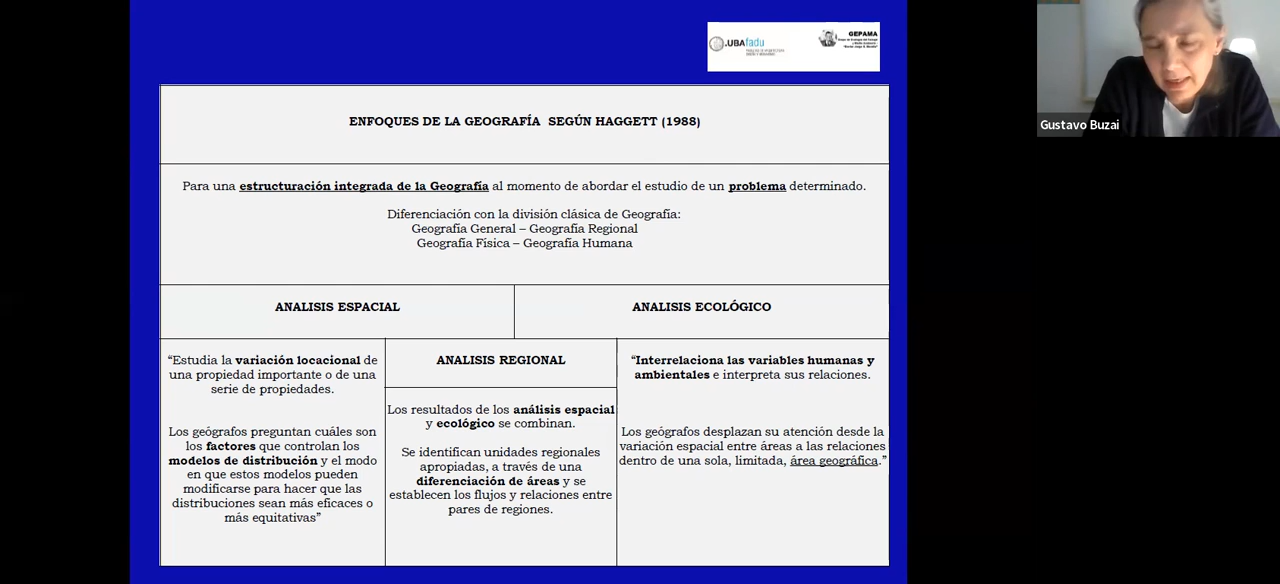 .UBAfadu
GEPAMA
ENFOQUES DE LA GEOGRAFÍA SEGÚN HAGGETT (1988)
Para una estructuración integrada de la Geografía al momento de abordar el estudio de un problema determinado.
Diferenciación con la división clásica de Geografía:
Geografía General – Geografía Regional
Geografía Física – Geografía Humana
ANALISIS ESPACIAL
ANALISIS ECOLÓGICO
“Estudia la variación locacional de
una propiedad importante o de una
serie de propiedades.
Los geógrafos preguntan cuáles son
los factores que controlan los
modelos de distribución y el modo
en que estos modelos pueden
modificarse para hacer que las
distribuciones sean más eficaces o
más equitativas”
ANALISIS REGIONAL
Los resultados de los análisis espacial
y ecológico se combinan.
Se identifican unidades regionales
apropiadas, a través de una
diferenciación de áreas y se
establecen los flujos y relaciones entre
pares de regiones.
“Interrelaciona las variables humanas y
ambientales e interpreta sus relaciones.
Los geógrafos desplazan su atención desde la
variación espacial entre áreas a las relaciones
dentro de una sola, limitada, área geográfica.”
Gustavo Buzai